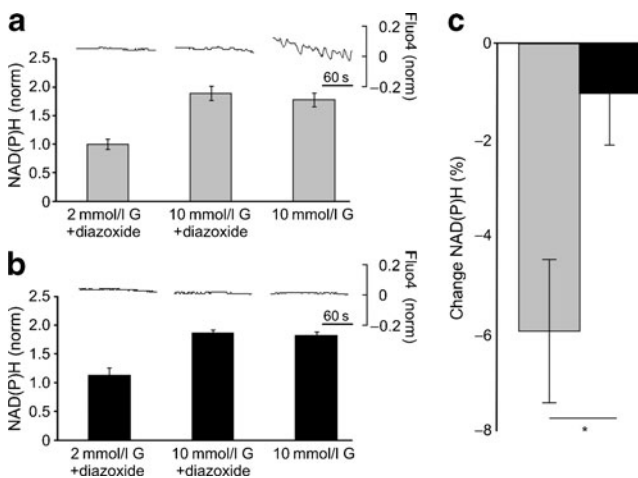 a
NAD(P)H (norm)
2.5
2.0
1.5
1.0
0.5
0
0.2
0
−0.2
Fluo4 (norm)
60 s
2 mmol/l G
+diazoxide
10 mmol/l G
+diazoxide
10 mmol/l G
b
NAD(P)H (norm)
2.5
2.0
1.5
1.0
0.5
0
0.2
0
−0.2
Fluo4 (norm)
60 s
2 mmol/l G
+diazoxide
10 mmol/l G
+diazoxide
10 mmol/l G
c
Change NAD(P)H (%)
0
−2
−4
−6
−8
*